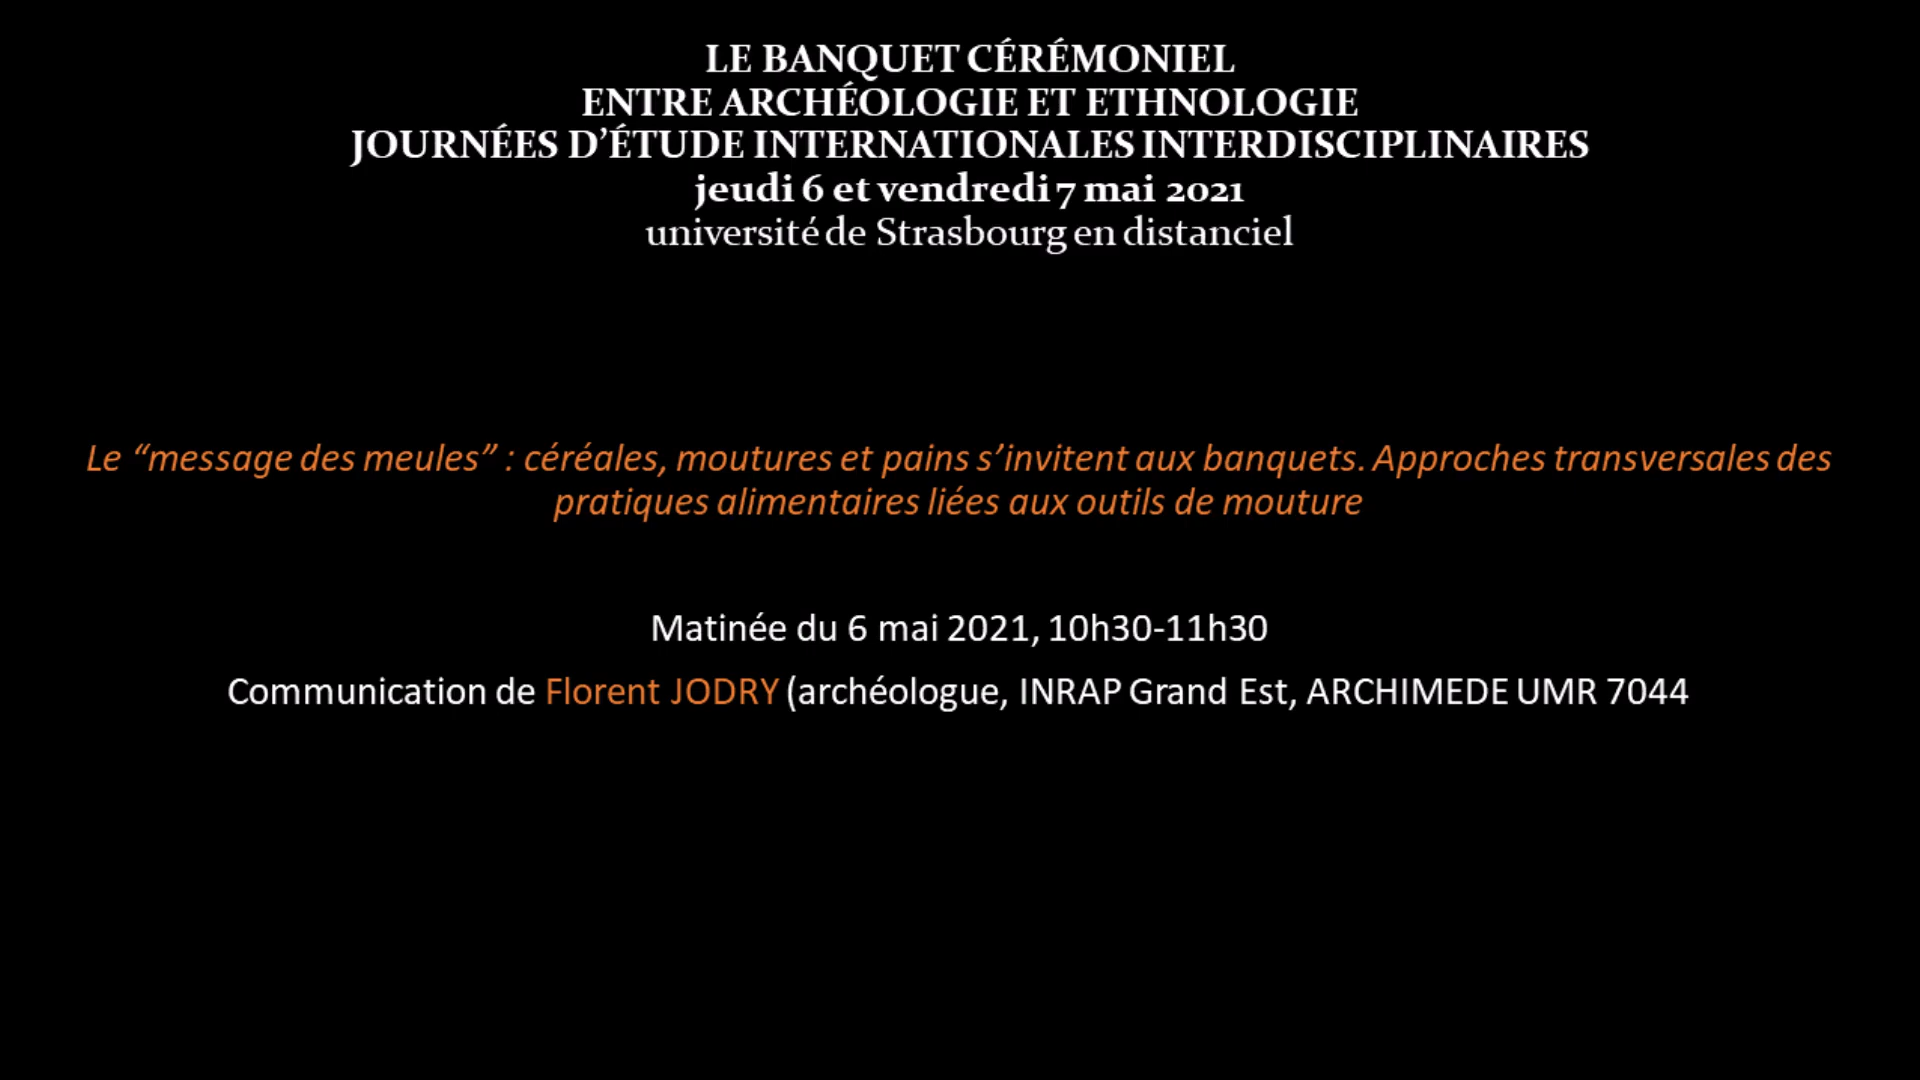 LE BANQUET CÉRÉMONIEL
ENTRE ARCHÉOLOGIE ET ETHNOLOGIE
JOURNÉES D’ÉTUDE INTERNATIONALES INTERDISCIPLINAIRES
jeudi 6 et vendredi 7 mai 2021
université de Strasbourg en distanciel
Le “message des meules” : céréales, moutures et pains s’invitent aux banquets. Approches transversales des
pratiques alimentaires liées aux outils de mouture
Matinée du 6 mai 2021, 10h30-11h30
Communication de Florent JODRY (archéologue, INRAP Grand Est, ARCHIMEDE UMR 7044